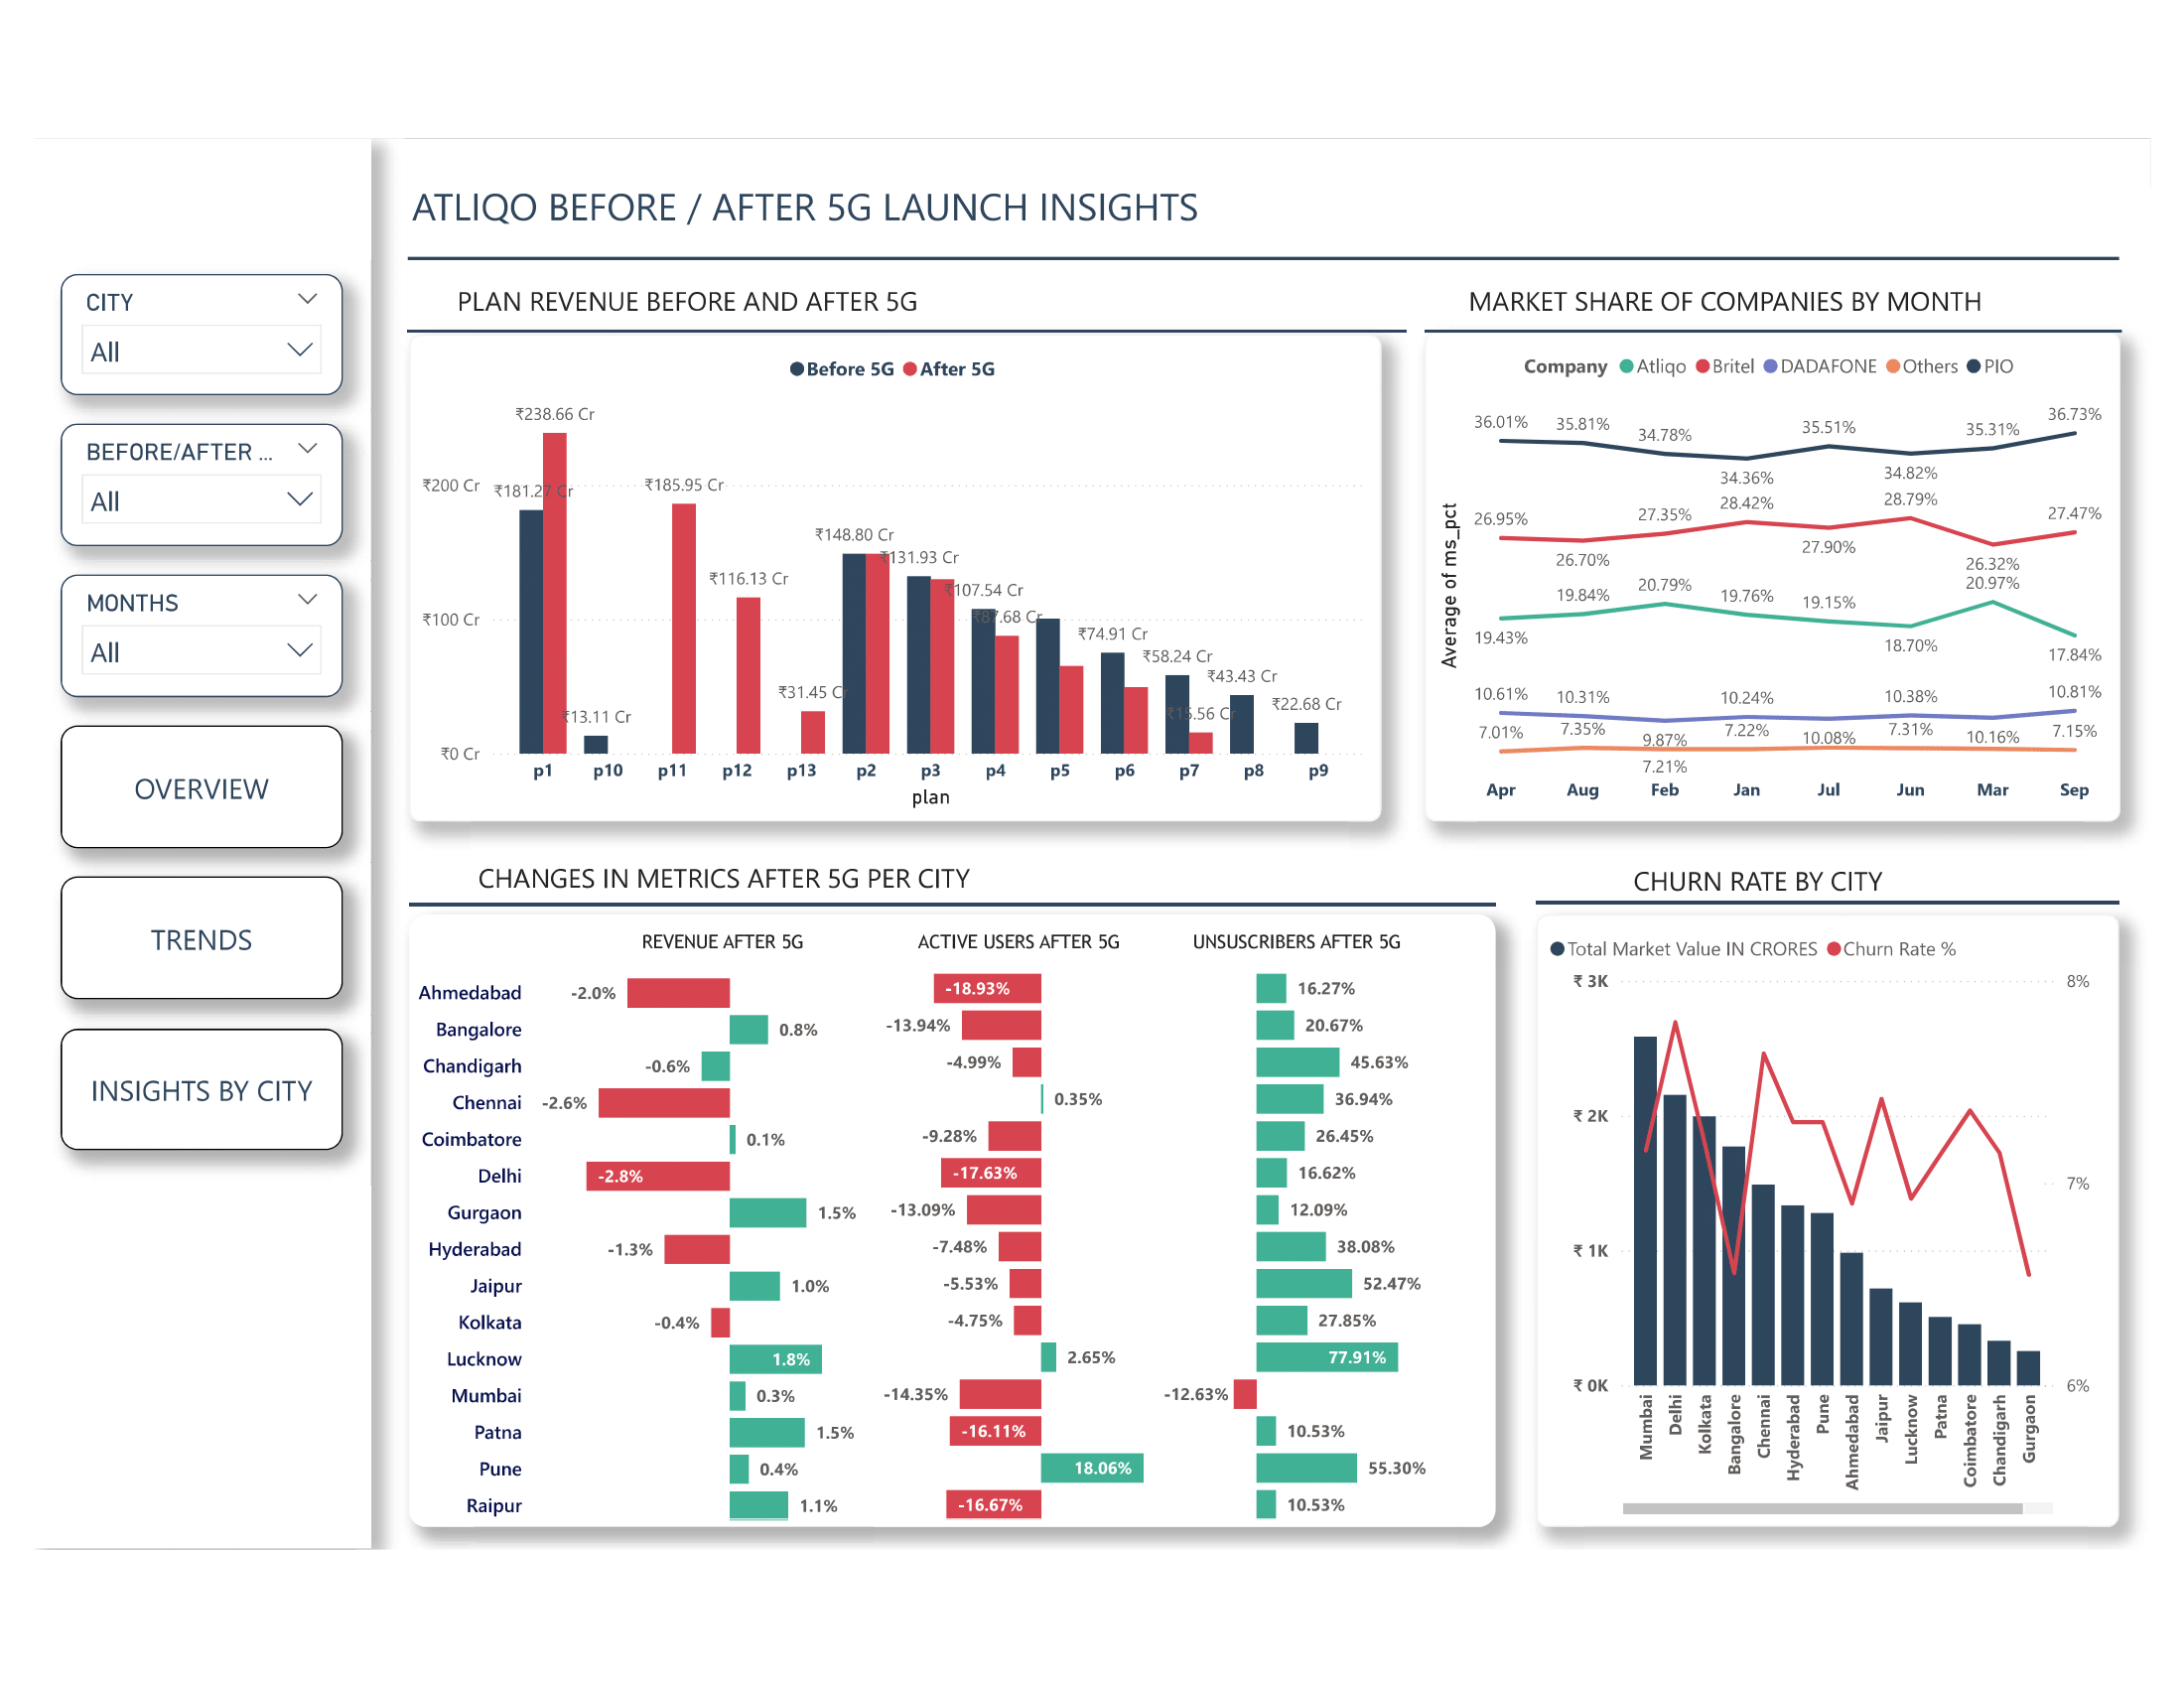 ATLIQO BEFORE / AFTER 5G LAUNCH INSIGHTS
CITY
All
BEFORE/AFTER ...
All
MONTHS
All
OVERVIEW
TRENDS
INSIGHTS BY CITY
PLAN REVENUE BEFORE AND AFTER 5G
Before 5G After 5G
₹238.66 Cr
₹200 Cr ₹181.27 Cr ₹185.95 Cr
₹148.80 Cr
₹131.93 Cr
₹116.13 Cr
₹107.54 Cr
₹100 Cr ₹87.68 Cr
₹74.91 Cr
₹58.24 Cr
₹43.43 Cr
₹31.45 Cr
₹22.68 Cr
₹13.11 Cr ₹15.56 Cr
₹0 Cr
p1 p10 p11 p12 p13 p2 p3 p4 p5 p6 p7 p8 p9
plan
MARKET SHARE OF COMPANIES BY MONTH
Company Atliqo Britel DADAFONE Others PIO
Average of ms_pct
36.01% 35.81% 34.78% 34.36% 35.51% 34.82% 35.31% 36.73%
26.95% 26.70% 27.35% 28.42% 27.90% 28.79% 26.32% 27.47%
19.43% 19.84% 20.79% 19.76% 19.15% 18.70% 20.97% 17.84%
10.61% 10.31% 9.87% 10.24% 10.08% 10.38% 10.16% 10.81%
7.01% 7.35% 7.21% 7.22% 7.31% 7.15%
Apr Aug Feb Jan Jul Jun Mar Sep
CHANGES IN METRICS AFTER 5G PER CITY
REVENUE AFTER 5G ACTIVE USERS AFTER 5G UNSUSCRIBERS AFTER 5G
Ahmedabad -2.0% -18.93% 16.27%
Bangalore 0.8% -13.94% 20.67%
Chandigarh -0.6% -4.99% 45.63%
Chennai -2.6% 0.35% 36.94%
Coimbatore 0.1% -9.28% 26.45%
Delhi -2.8% -17.63% 16.62%
Gurgaon 1.5% -13.09% 12.09%
Hyderabad -1.3% -7.48% 38.08%
Jaipur 1.0% -5.53% 52.47%
Kolkata -0.4% -4.75% 27.85%
Lucknow 1.8% 2.65% 77.91%
Mumbai 0.3% -14.35% -12.63%
Patna 1.5% -16.11% 10.53%
Pune 0.4% 18.06% 55.30%
Raipur 1.1% -16.67% 10.53%
CHURN RATE BY CITY
Total Market Value IN CRORES Churn Rate %
₹ 3K 8%
₹ 2K
7%
₹ 1K
₹ 0K 6%
Mumbai Delhi Kolkata Bangalore Chennai Hyderabad Pune Ahmedabad Jaipur Lucknow Patna Coimbatore Chandigarh Gurgaon